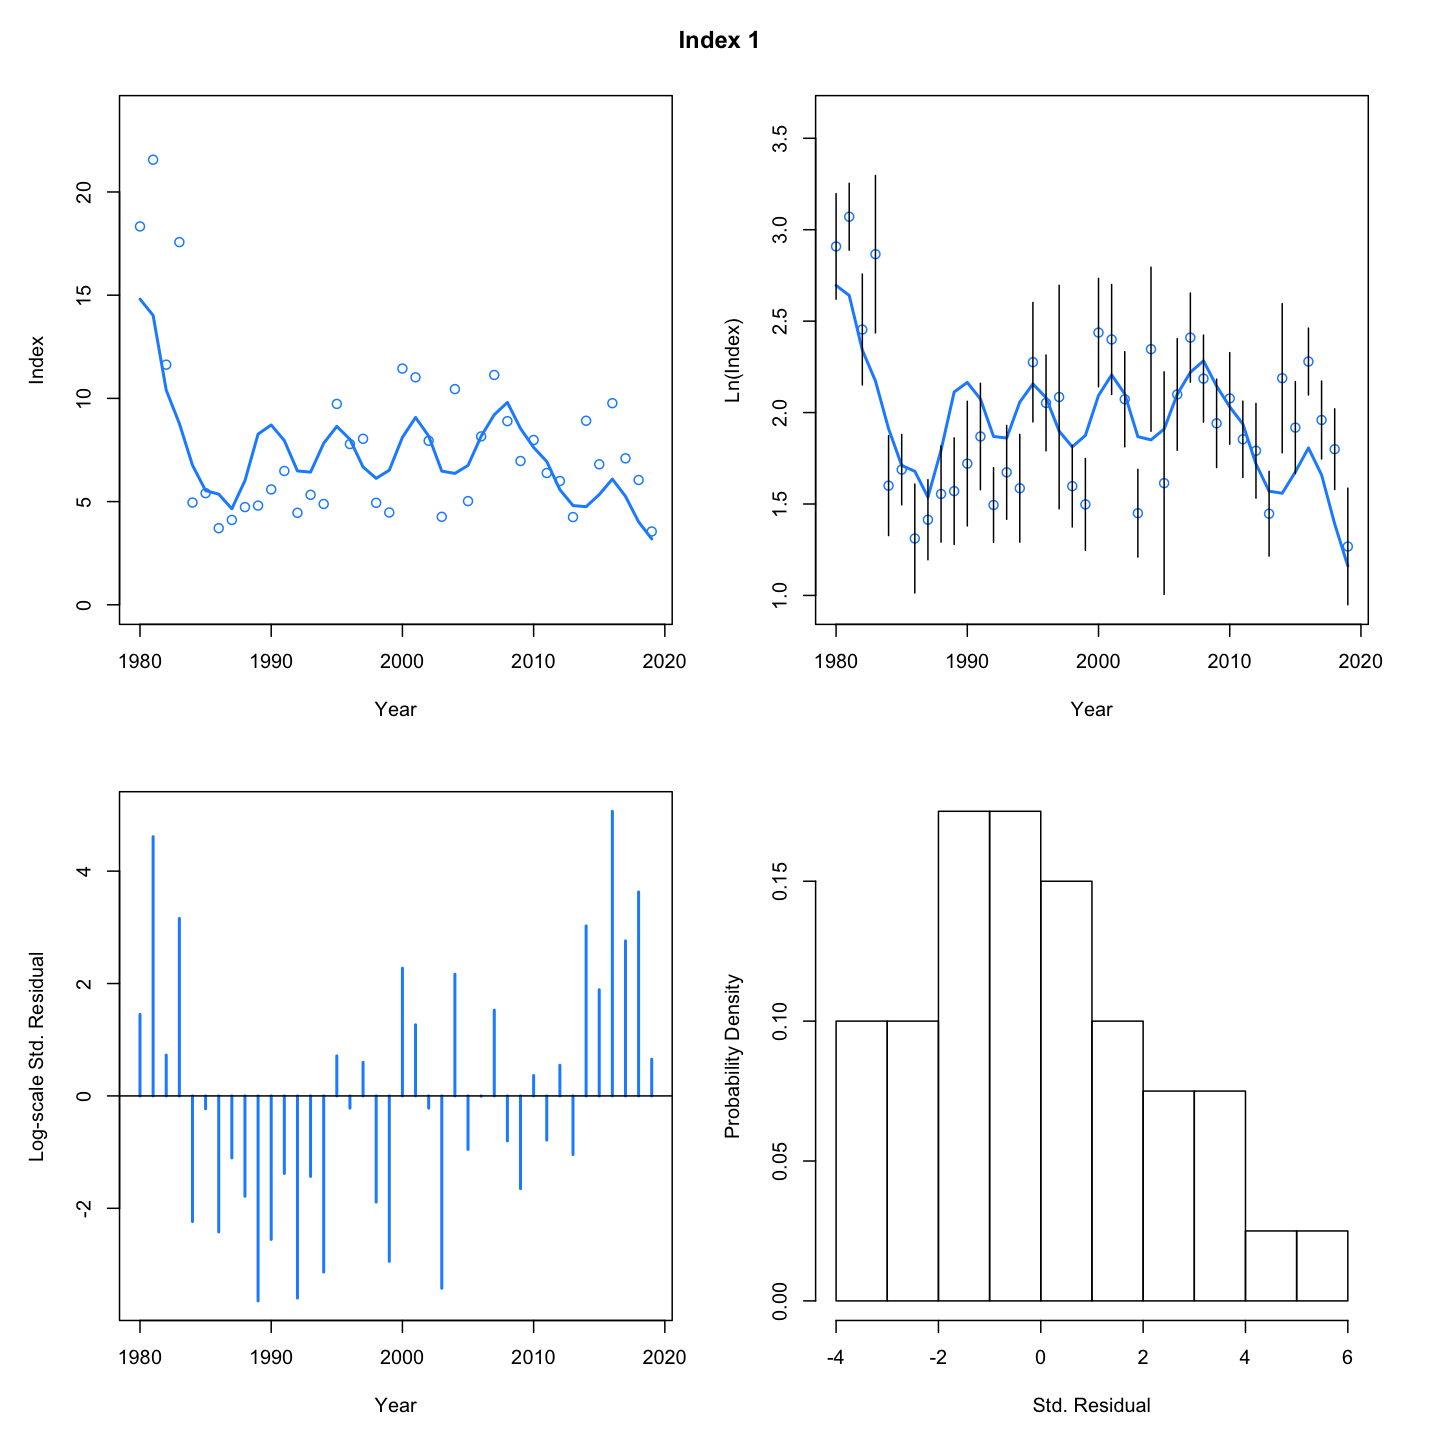 Index 1
Index
20
15
10
5
0
1980 1990 2000 2010 2020
Year
Ln(Index)
3.5
3.0
2.5
2.0
1.5
1.0
1980 1990 2000 2010 2020
Year
Log-scale Std. Residual
4
2
0
-2
1980 1990 2000 2010 2020
Year
Probability Density
0.15
0.10
0.05
0.00
-4 -2 0 2 4 6
Std. Residual